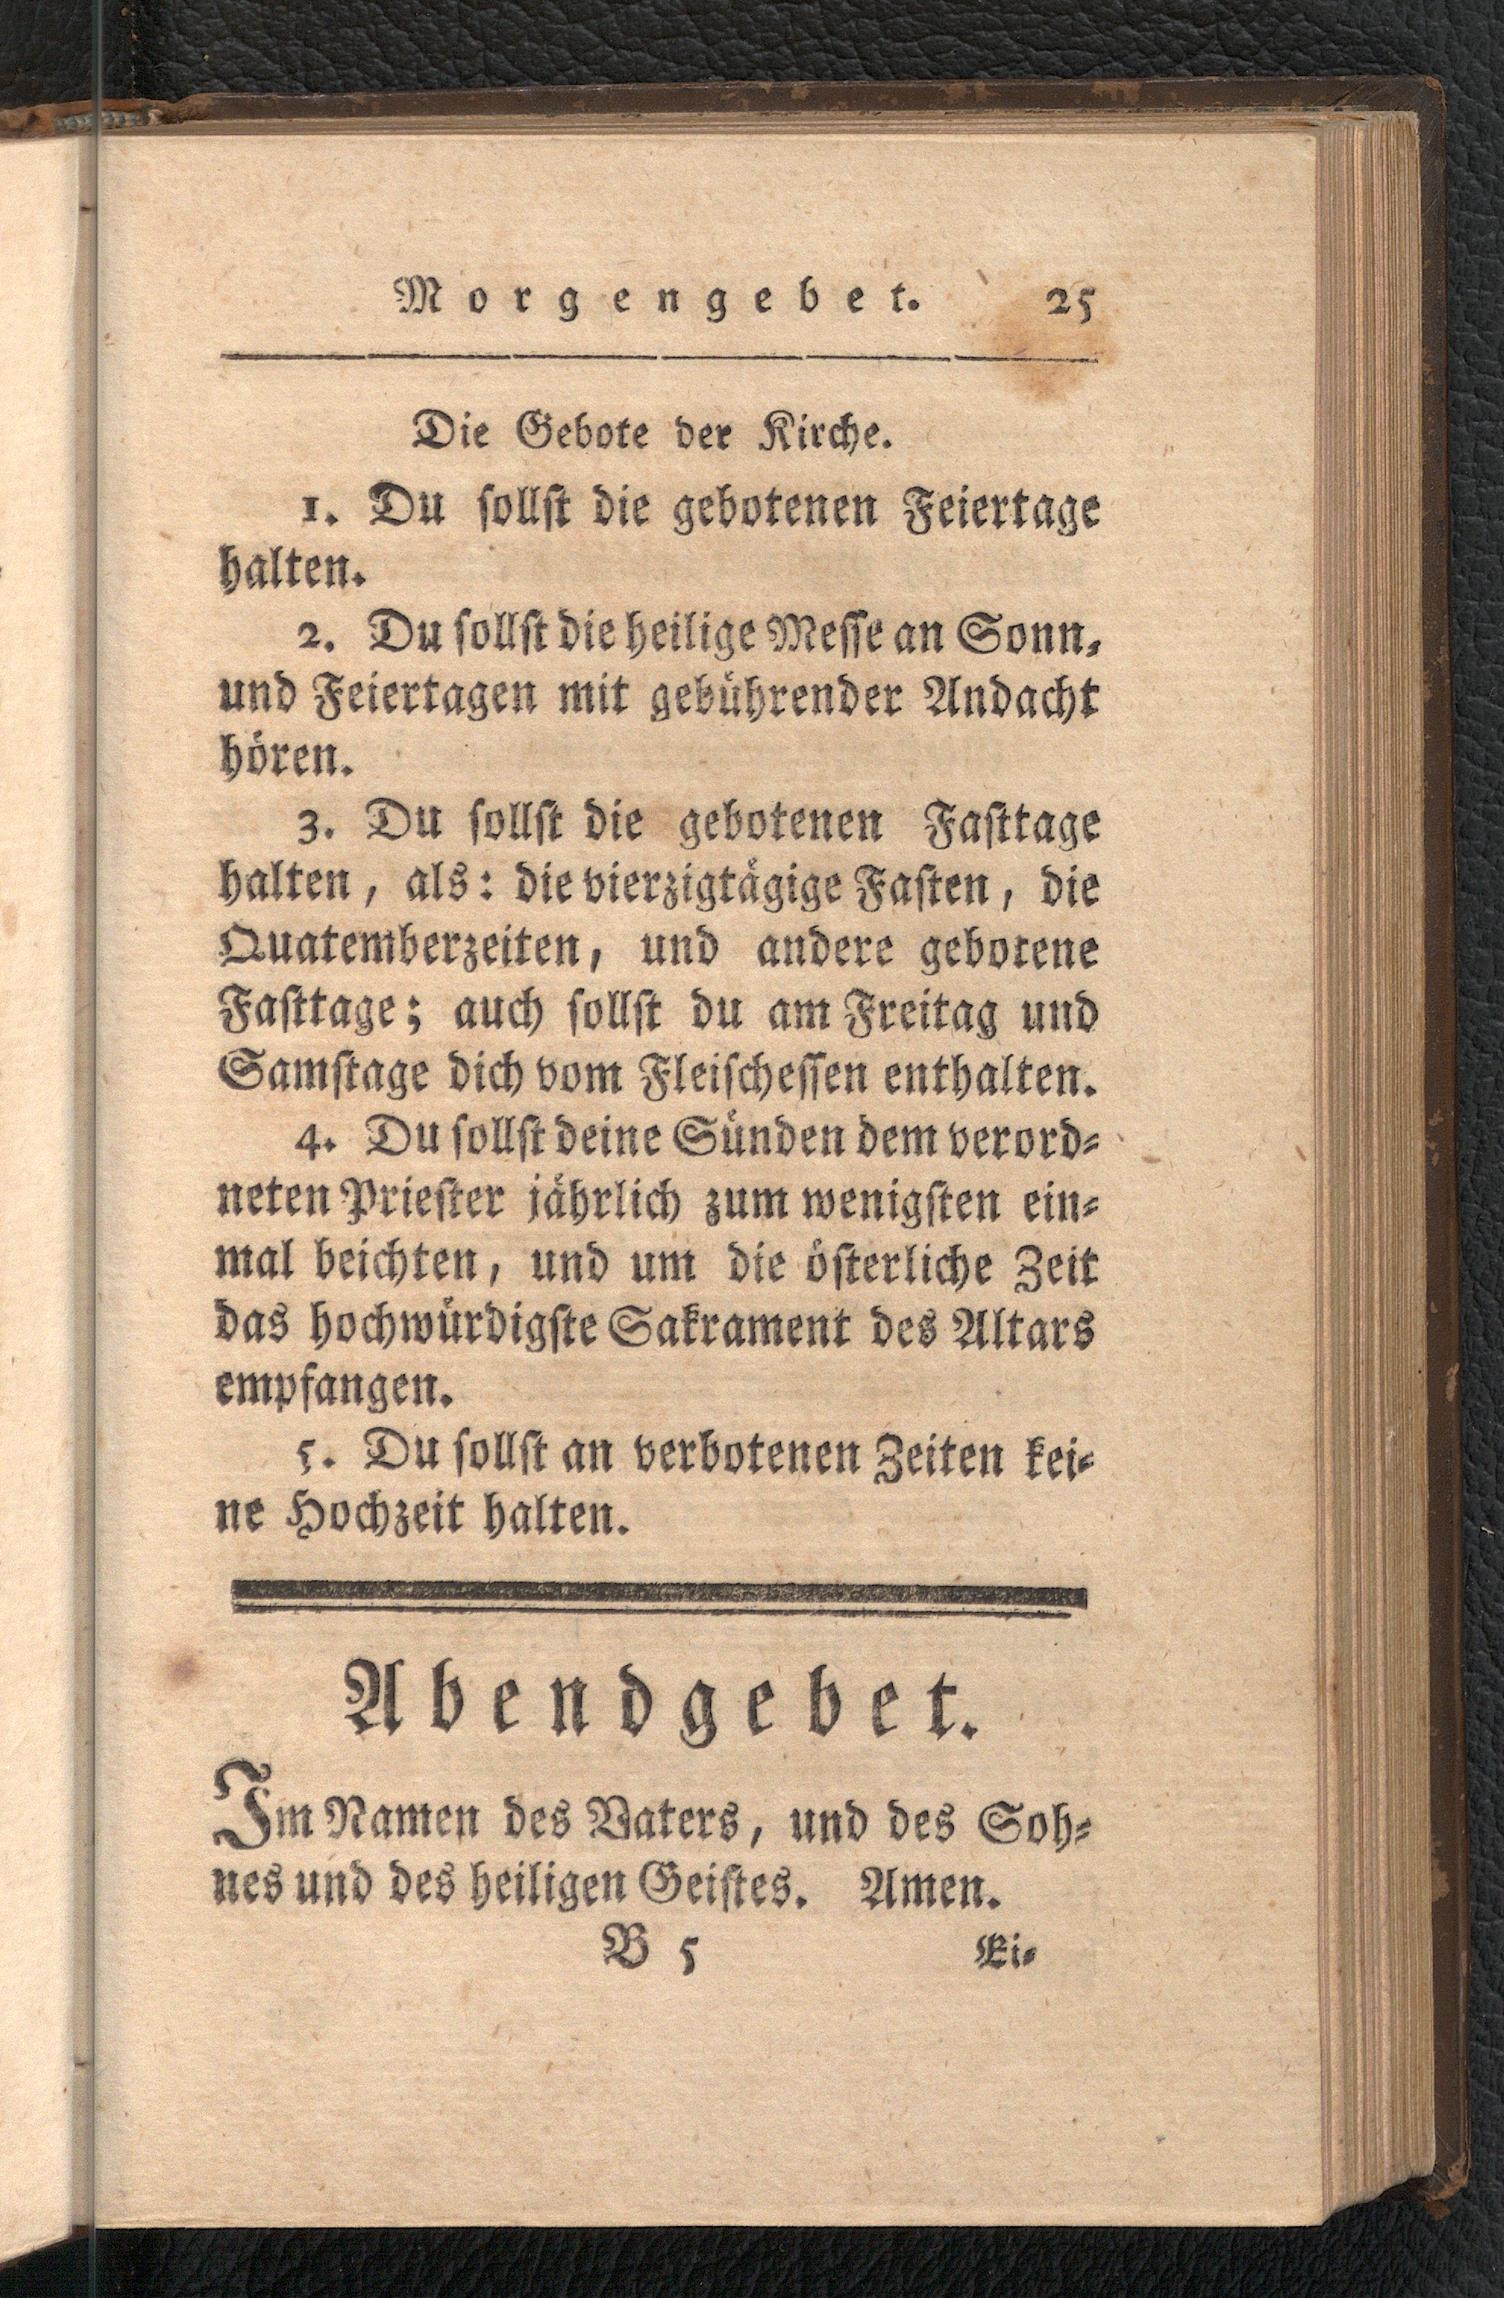 Morgengebet. 25
Die Gebote der Kirche.
1. Du ſollſt die gebotenen Feiertage
halten.
2. Du ſollſt die heilige Meſſe an Sonn-
und Feiertagen mit gebührender Andacht
hören.
3. Du ſollſt die gebotenen Faſttage
halten, als: die vierzigtägige Faſten, die
Quatemberzeiten, und andere gebotene
Faſttage; auch ſollſt du am Freitag und
Samſtage dich vom Fleiſcheſſen enthalten.
4. Du ſollſt deine Sünden dem verord-
neten Prieſter jährlich zum wenigſten ein-
mal beichten, und um die öſterliche Zeit
das hochwürdigſte Sakrament des Altars
empfangen.
5. Du ſollſt an verbotenen Zeiten kei-
ne Hochzeit halten.
Abendgebet.
Im Namen des Vaters, und des Soh-
nes und des heiligen Geiſtes. Amen.
B 5 Ei-